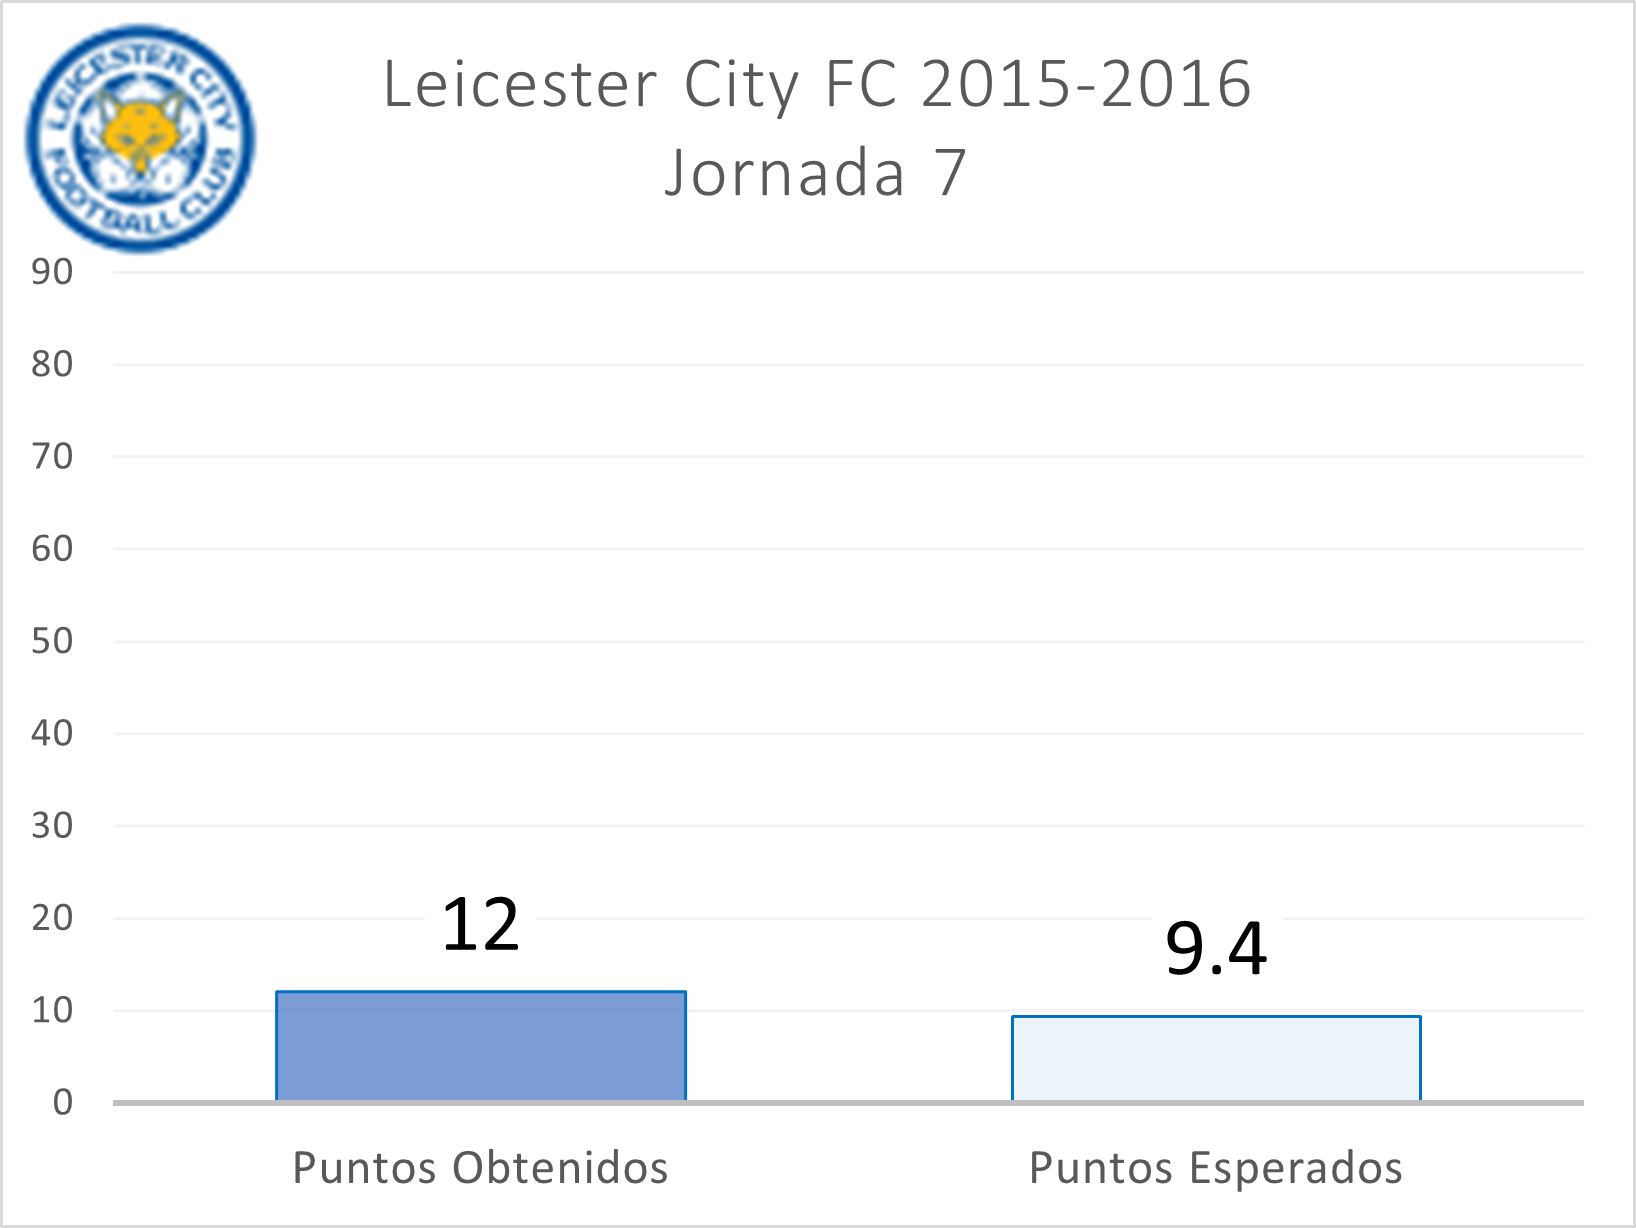 LEICESTER CITY
FOOTBALL CLUB
Leicester City FC 2015-2016
Jornada 7
90
80
70
60
50
40
30
20
10
0
12
9.4
Puntos Obtenidos
Puntos Esperados